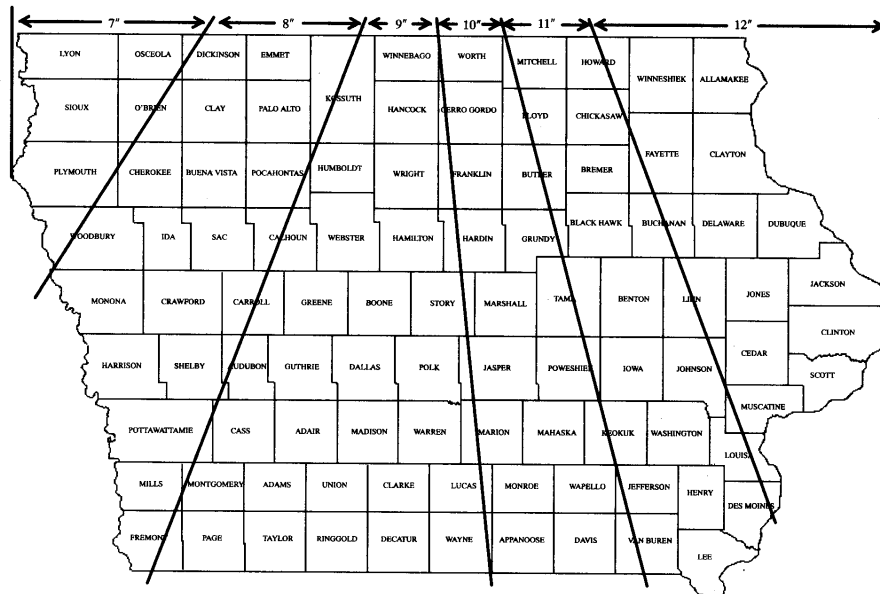 7" 8" 9" 10" 11" 12"
LYON OSCEOLA DICKINSON EMMET WINNEBAGO WORTH MITCHELL HOWARD
WINNESHIEK ALLAMAKEE
KOSSUTH
SIOUX O'BRIEN CLAY PALO ALTO HANCOCK CERRO GORDO FLOYD CHICKASAW
FAYETTE CLAYTON
PLYMOUTH CHEROKEE BUENA VISTA POCAHONTAS HUMBOLDT WRIGHT FRANKLIN BUTLER BREMER
BLACK HAWK BUCHANAN DELAWARE DUBUQUE
WOODBURY IDA SAC CALHOUN WEBSTER HAMILTON HARDIN GRUNDY
JACKSON
MONONA CRAWFORD CARROLL GREENE BOONE STORY MARSHALL TAMA BENTON LINN JONES
CLINTON
CEDAR
HARRISON SHELBY AUDUBON GUTHRIE DALLAS POLK JASPER POWESHIEK IOWA JOHNSON SCOTT
MUSCATINE
POTTAWATTAMIE CASS ADAIR MADISON WARREN MARION MAHASKA KEOKUK WASHINGTON
LOUISA
MILLS MONTGOMERY ADAMS UNION CLARKE LUCAS MONROE WAPELLO JEFFERSON HENRY
DES MOINES
FREMONT PAGE TAYLOR RINGGOLD DECATUR WAYNE APPANOOSE DAVIS VAN BUREN
LEE